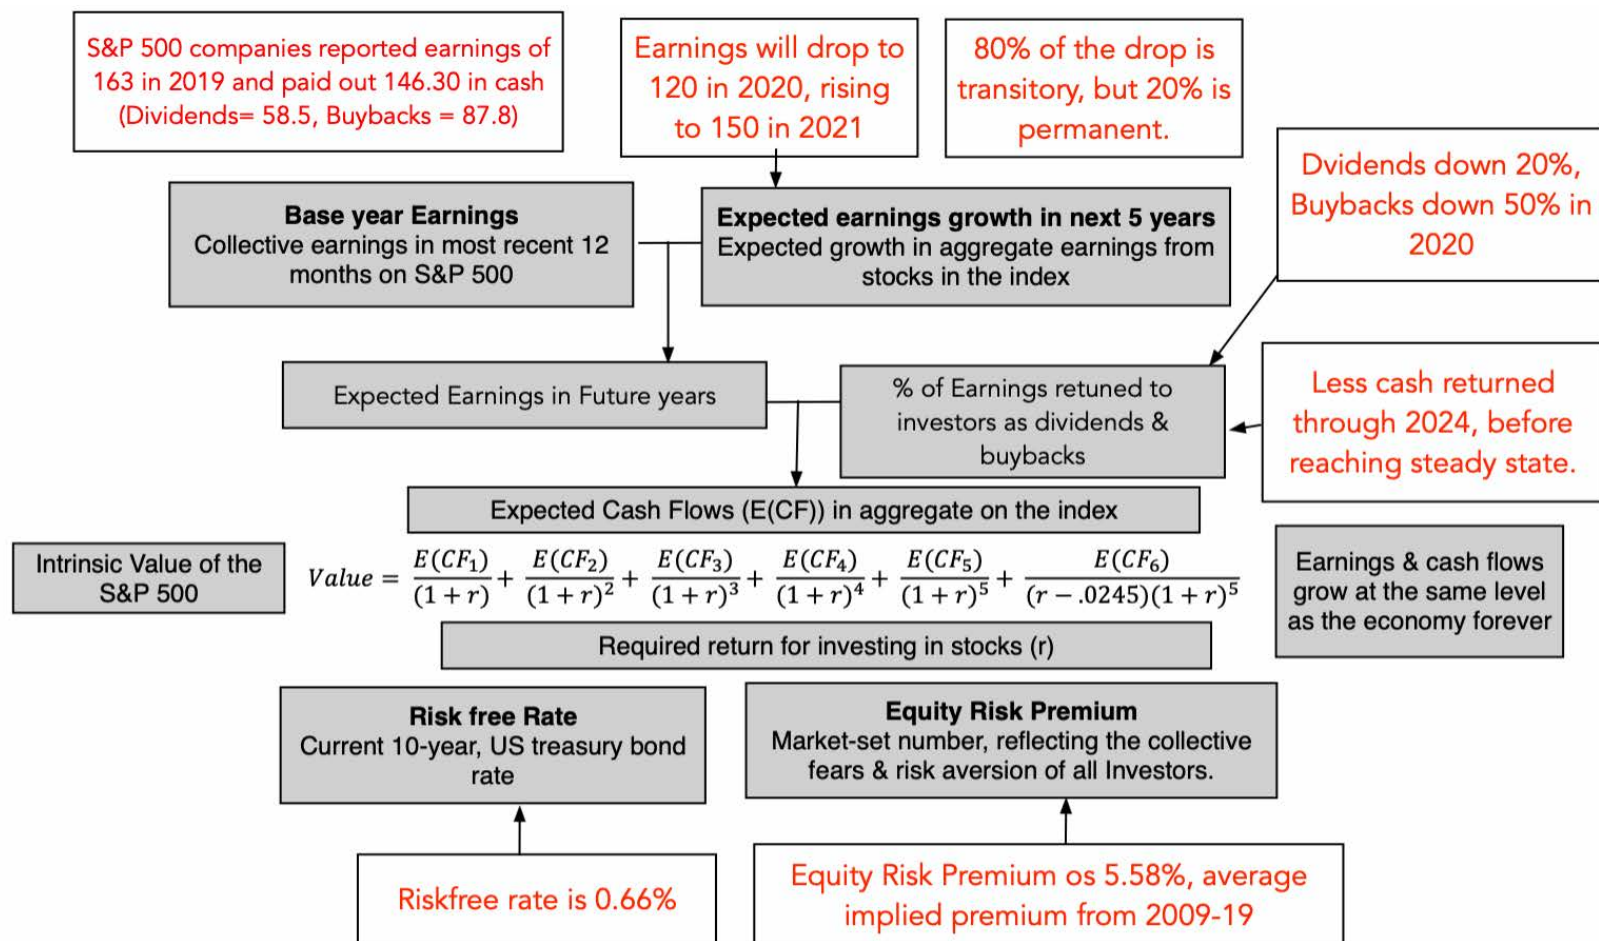 S&P 500 companies reported earnings of
163 in 2019 and paid out 146.30 in cash
(Dividends= 58.5, Buybacks = 87.8)
Earnings will drop to
120 in 2020, rising
to 150 in 2021
80% of the drop is
transitory, but 20% is
permanent.
Dvidends down 20%,
Buybacks down 50% in
2020
Base year Earnings
Collective earnings in most recent 12
months on S&P 500
Expected earnings growth in next 5 years
Expected growth in aggregate earnings from
stocks in the index
Expected Earnings in Future years
% of Earnings retuned to
investors as dividends &
buybacks
Less cash returned
through 2024, before
reaching steady state.
Expected Cash Flows (E(CF)) in aggregate on the index
Intrinsic Value of the
S&P 500
Value = E(CF₁)/(1 + r) + E(CF₂)/(1 + r)² + E(CF₃)/(1 + r)³ + E(CF₄)/(1 + r)⁴ + E(CF₅)/(1 + r)⁵ + E(CF₆)/(r − .0245)(1 + r)⁵
Earnings & cash flows
grow at the same level
as the economy forever
Required return for investing in stocks (r)
Risk free Rate
Current 10-year, US treasury bond
rate
Equity Risk Premium
Market-set number, reflecting the collective
fears & risk aversion of all Investors.
Riskfree rate is 0.66%
Equity Risk Premium os 5.58%, average
implied premium from 2009-19